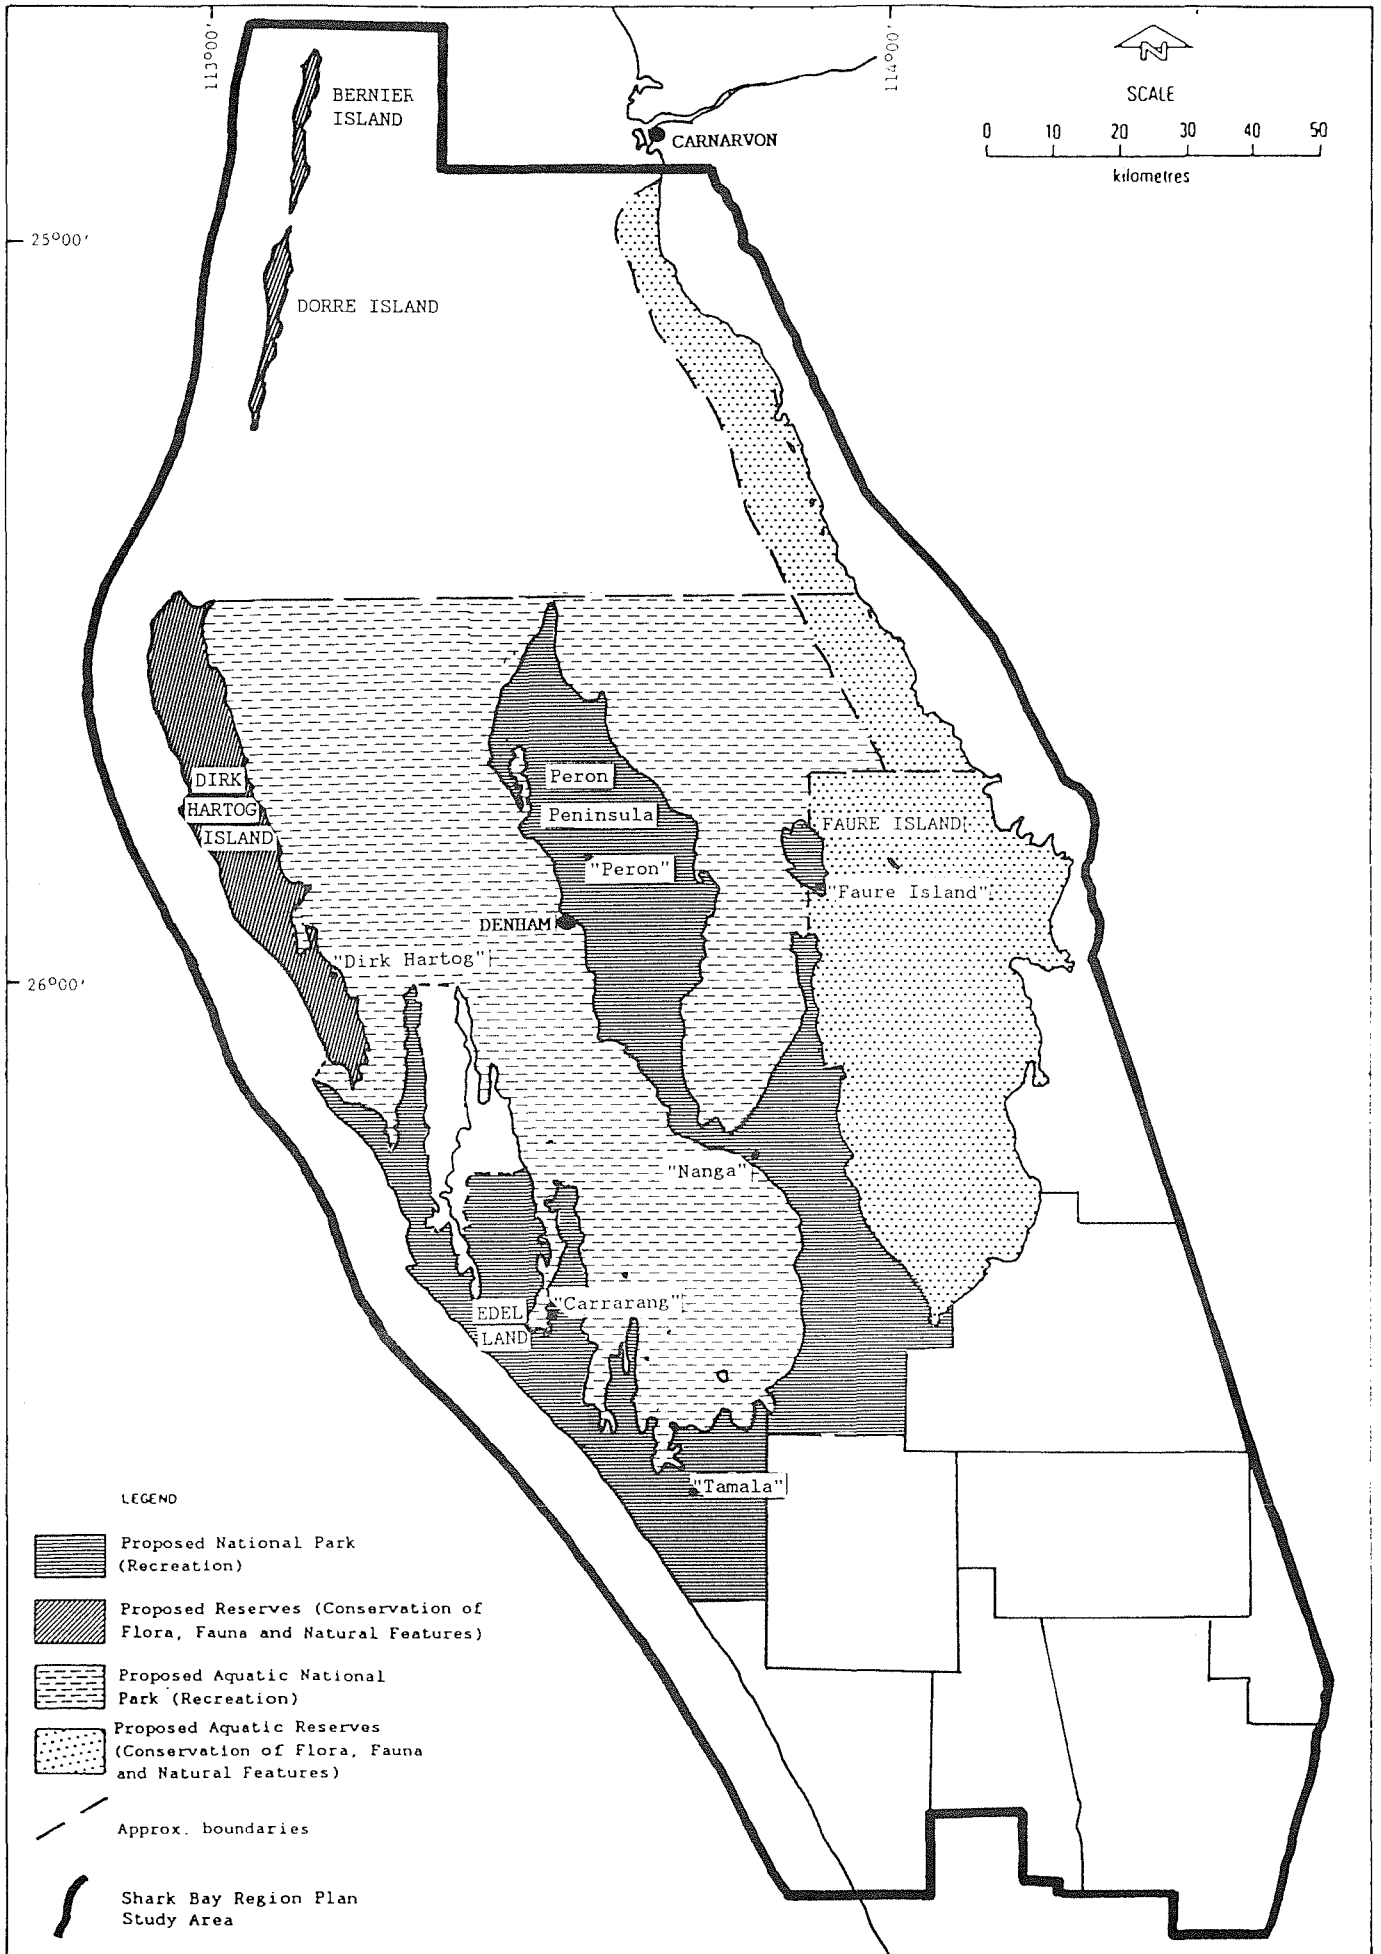 113°00'
114°00'
N
SCALE
0 10 20 30 40 50
kilometres
BERNIER
ISLAND
CARNARVON
25°00'
DORRE ISLAND
DIRK
HARTOG
ISLAND
Peron
Peninsula
"Peron"
FAURE ISLAND
"Faure Island"
DENHAM
"Dirk Hartog"
26°00'
"Nanga"
"Carrarang"
EDEL
LAND
"Tamala"
LEGEND
Proposed National Park
(Recreation)
Proposed Reserves (Conservation of
Flora, Fauna and Natural Features)
Proposed Aquatic National
Park (Recreation)
Proposed Aquatic Reserves
(Conservation of Flora, Fauna
and Natural Features)
Approx. boundaries
Shark Bay Region Plan
Study Area